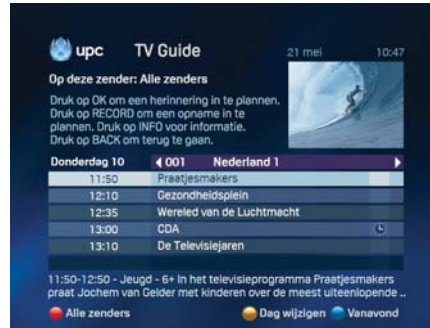 upc TV Guide 21 mei 10:47
Op deze zender: Alle zenders
Druk op OK om een herinnering in te plannen.
Druk op RECORD om een opname in te
plannen. Druk op INFO voor informatie.
Druk op BACK om terug te gaan.
Donderdag 10 001 Nederland 1
11:50 Praatjesmakers
12:10 Gezondheidsplein
12:35 Wereled van de Luchtmacht
13:00 CDA
13:10 De Televisiejaren
11:50-12:50 - Jeugd - 6+ In het televisieprogramma Praatjesmakers
praat Jochem van Gelder met kinderen over de meest uiteenlopende ..
Alle zenders Dag wijzigen Vanavond